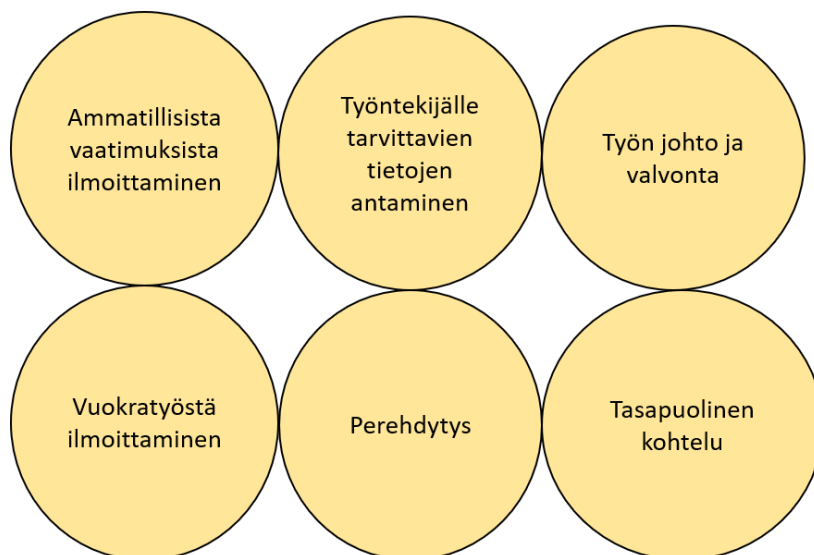 Ammatillisista
vaatimuksista
ilmoittaminen
Työntekijälle
tarvittavien
tietojen
antaminen
Työn johto ja
valvonta
Vuokratyöstä
ilmoittaminen
Perehdytys
Tasapuolinen
kohtelu